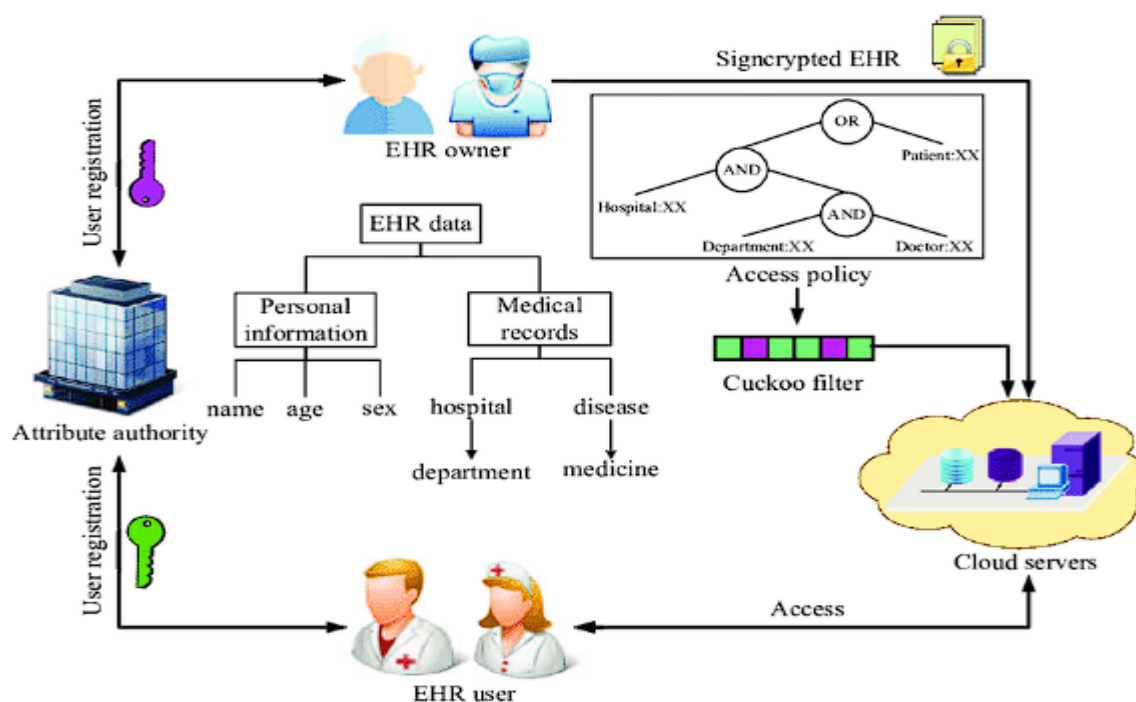 Signcrypted EHR
EHR owner
User registration
OR
AND
Patient:XX
Hospital:XX
AND
Department:XX
Doctor:XX
Access policy
EHR data
Personal
information
Medical
records
name
age
sex
hospital
disease
department
medicine
Cuckoo filter
Attribute authority
Cloud servers
User registration
Access
EHR user